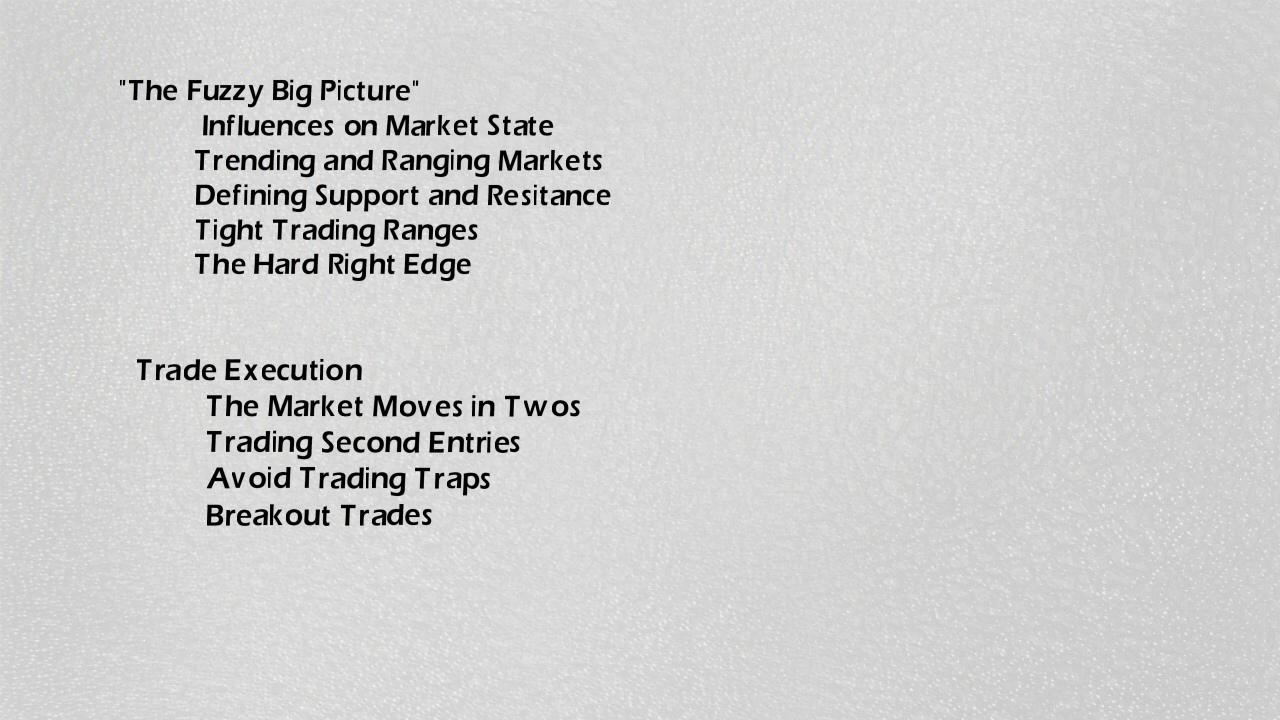 "The Fuzzy Big Picture"
Influences on Market State
Trending and Ranging Markets
Defining Support and Resitance
Tight Trading Ranges
The Hard Right Edge
Trade Execution
The Market Moves in Twos
Trading Second Entries
Avoid Trading Traps
Breakout Trades